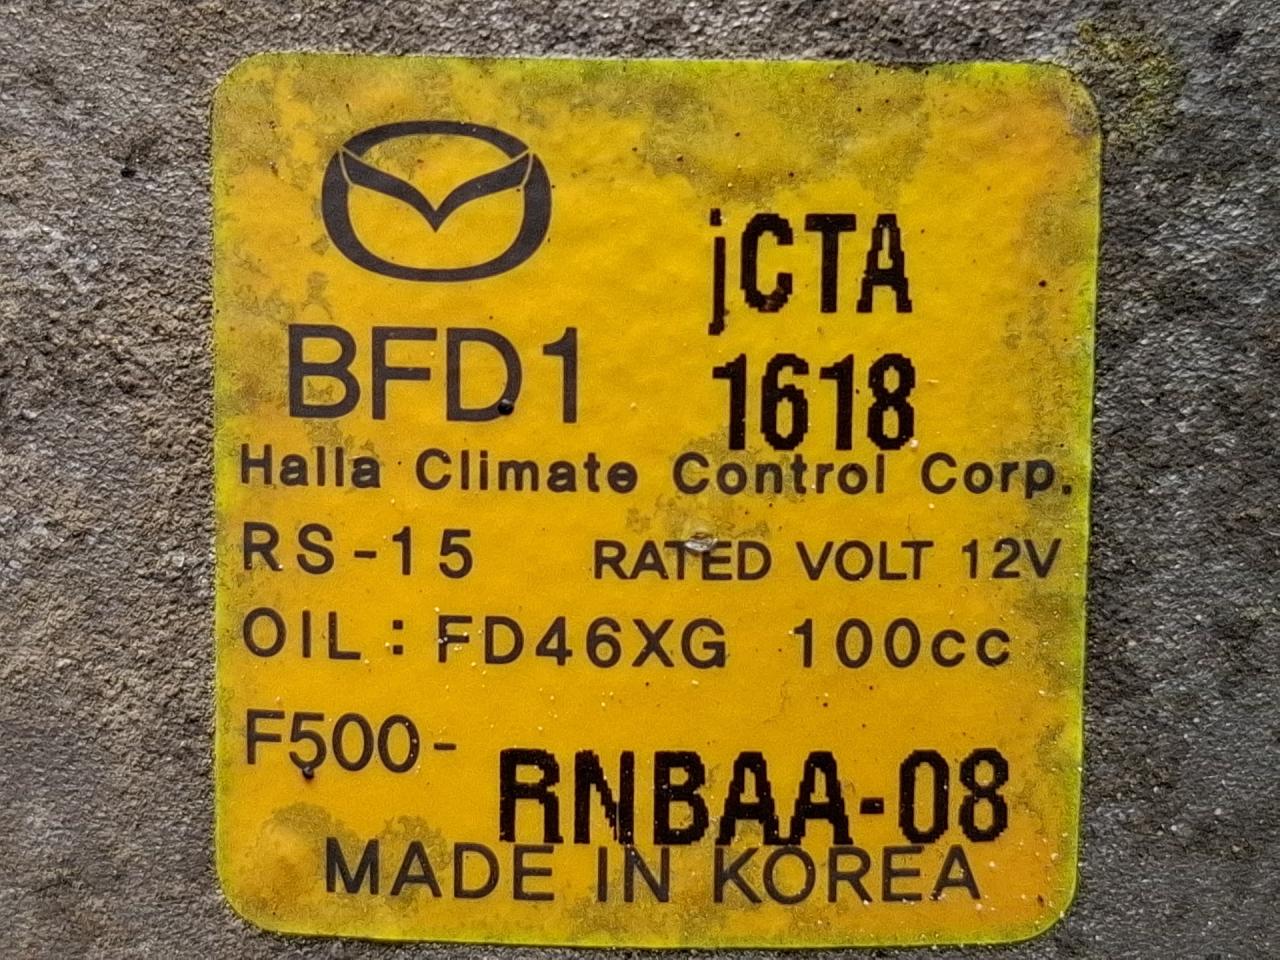 jCTA
BFD1 1618
Halla Climate Control Corp.
RS-15 RATED VOLT 12V
OIL: FD46XG 100cc
F500- RNBAA-08
MADE IN KOREA